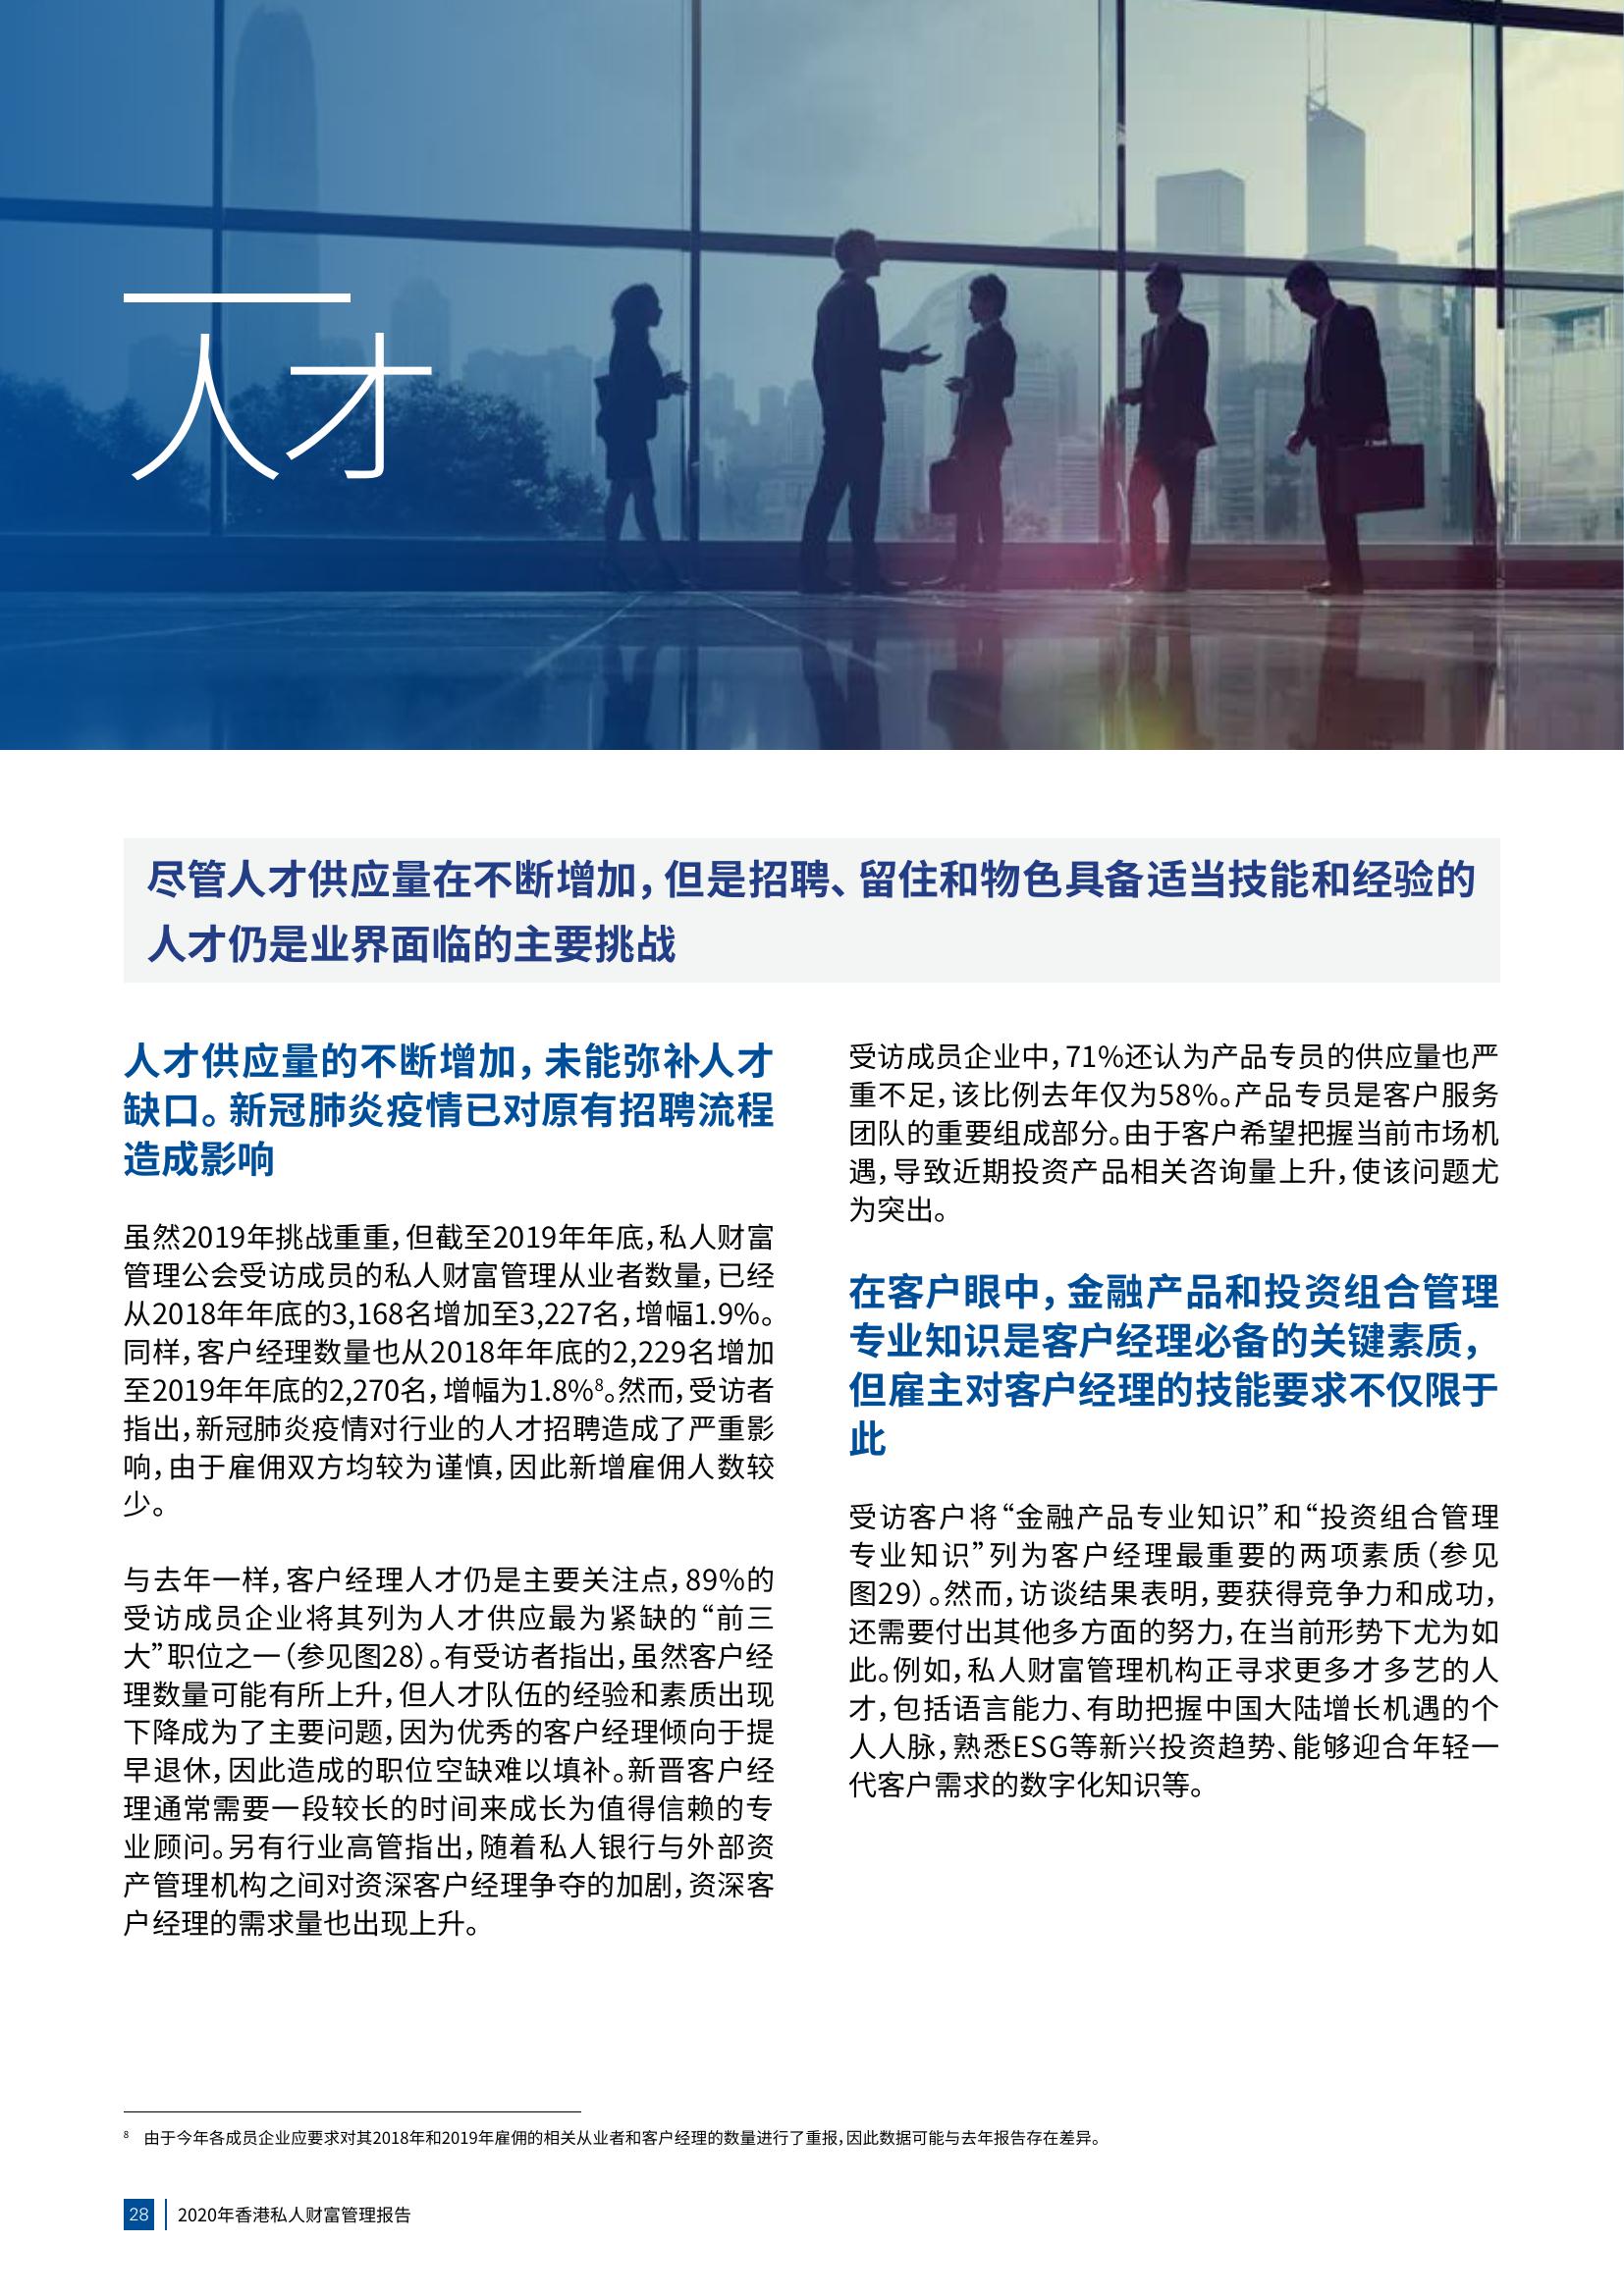 人才
尽管人才供应量在不断增加，但是招聘、留住和物色具备适当技能和经验的
人才仍是业界面临的主要挑战
人才供应量的不断增加，未能弥补人才
缺口。新冠肺炎疫情已对原有招聘流程
造成影响
虽然2019年挑战重重，但截至2019年年底，私人财富
管理公会受访成员的私人财富管理从业者数量，已经
从2018年年底的3,168名增加至3,227名，增幅1.9%。
同样，客户经理数量也从2018年年底的2,229名增加
至2019年年底的2,270名，增幅为1.8%⁸。然而，受访者
指出，新冠肺炎疫情对行业的人才招聘造成了严重影
响，由于雇佣双方均较为谨慎，因此新增雇佣人数较
少。
与去年一样，客户经理人才仍是主要关注点，89%的
受访成员企业将其列为人才供应最为紧缺的“前三
大”职位之一（参见图28）。有受访者指出，虽然客户经
理数量可能有所上升，但人才队伍的经验和素质出现
下降成为了主要问题，因为优秀的客户经理倾向于提
早退休，因此造成的职位空缺难以填补。新晋客户经
理通常需要一段较长的时间来成长为值得信赖的专
业顾问。另有行业高管指出，随着私人银行与外部资
产管理机构之间对资深客户经理争夺的加剧，资深客
户经理的需求量也出现上升。
受访成员企业中，71%还认为产品专员的供应量也严
重不足，该比例去年仅为58%。产品专员是客户服务
团队的重要组成部分。由于客户希望把握当前市场机
遇，导致近期投资产品相关咨询量上升，使该问题尤
为突出。
在客户眼中，金融产品和投资组合管理
专业知识是客户经理必备的关键素质，
但雇主对客户经理的技能要求不仅限于
此
受访客户将“金融产品专业知识”和“投资组合管理
专业知识”列为客户经理最重要的两项素质（参见
图29）。然而，访谈结果表明，要获得竞争力和成功，
还需要付出其他多方面的努力，在当前形势下尤为如
此。例如，私人财富管理机构正寻求更多才多艺的人
才，包括语言能力、有助把握中国大陆增长机遇的个
人人脉，熟悉ESG等新兴投资趋势、能够迎合年轻一
代客户需求的数字化知识等。
⁸ 由于今年各成员企业应要求对其2018年和2019年雇佣的相关从业者和客户经理的数量进行了重报，因此数据可能与去年报告存在差异。
28 2020年香港私人财富管理报告